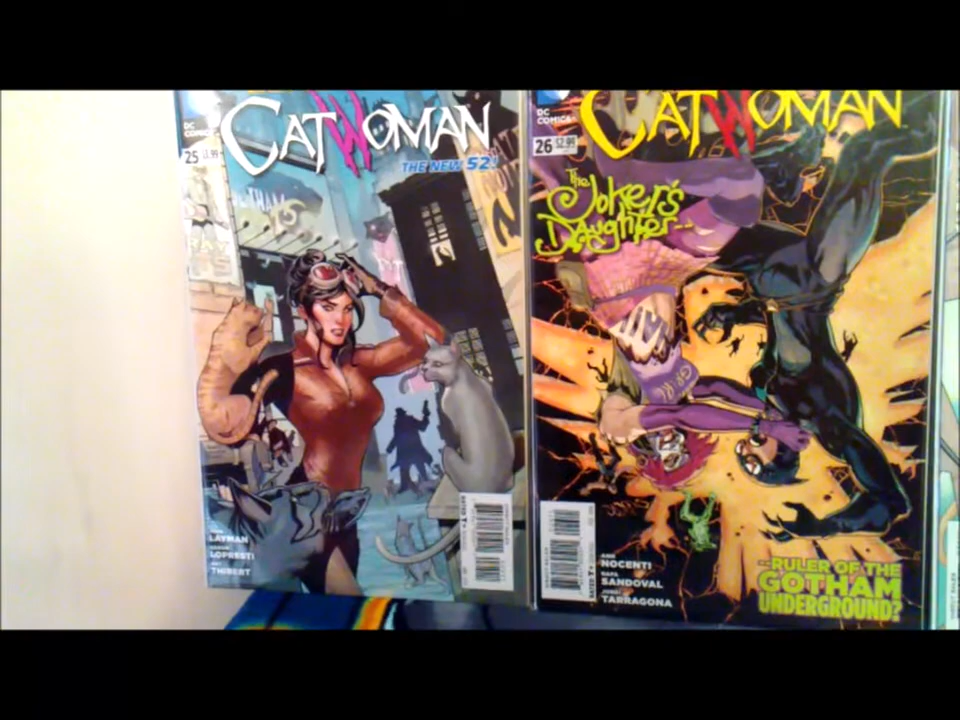 DC
COMICS
25
CATWOMAN
THE NEW 52!
LAYMAN
LOPRESTI
THIBERT
DC
COMICS
26 $2.99
CATWOMAN
The
Joker's
Daughter--
NOCENTI
SANDOVAL
TARRAGONA
RULER OF THE
GOTHAM
UNDERGROUND?